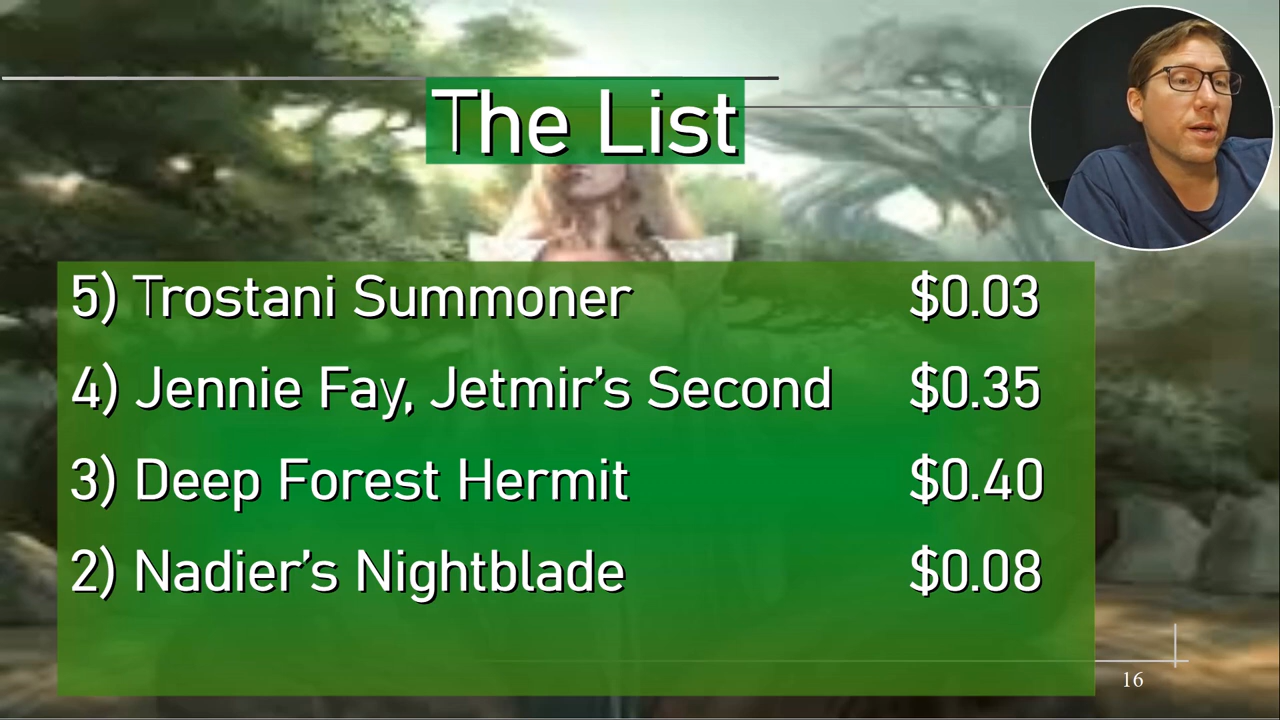 The List
5) Trostani Summoner $0.03
4) Jennie Fay, Jetmir’s Second $0.35
3) Deep Forest Hermit $0.40
2) Nadier’s Nightblade $0.08
16